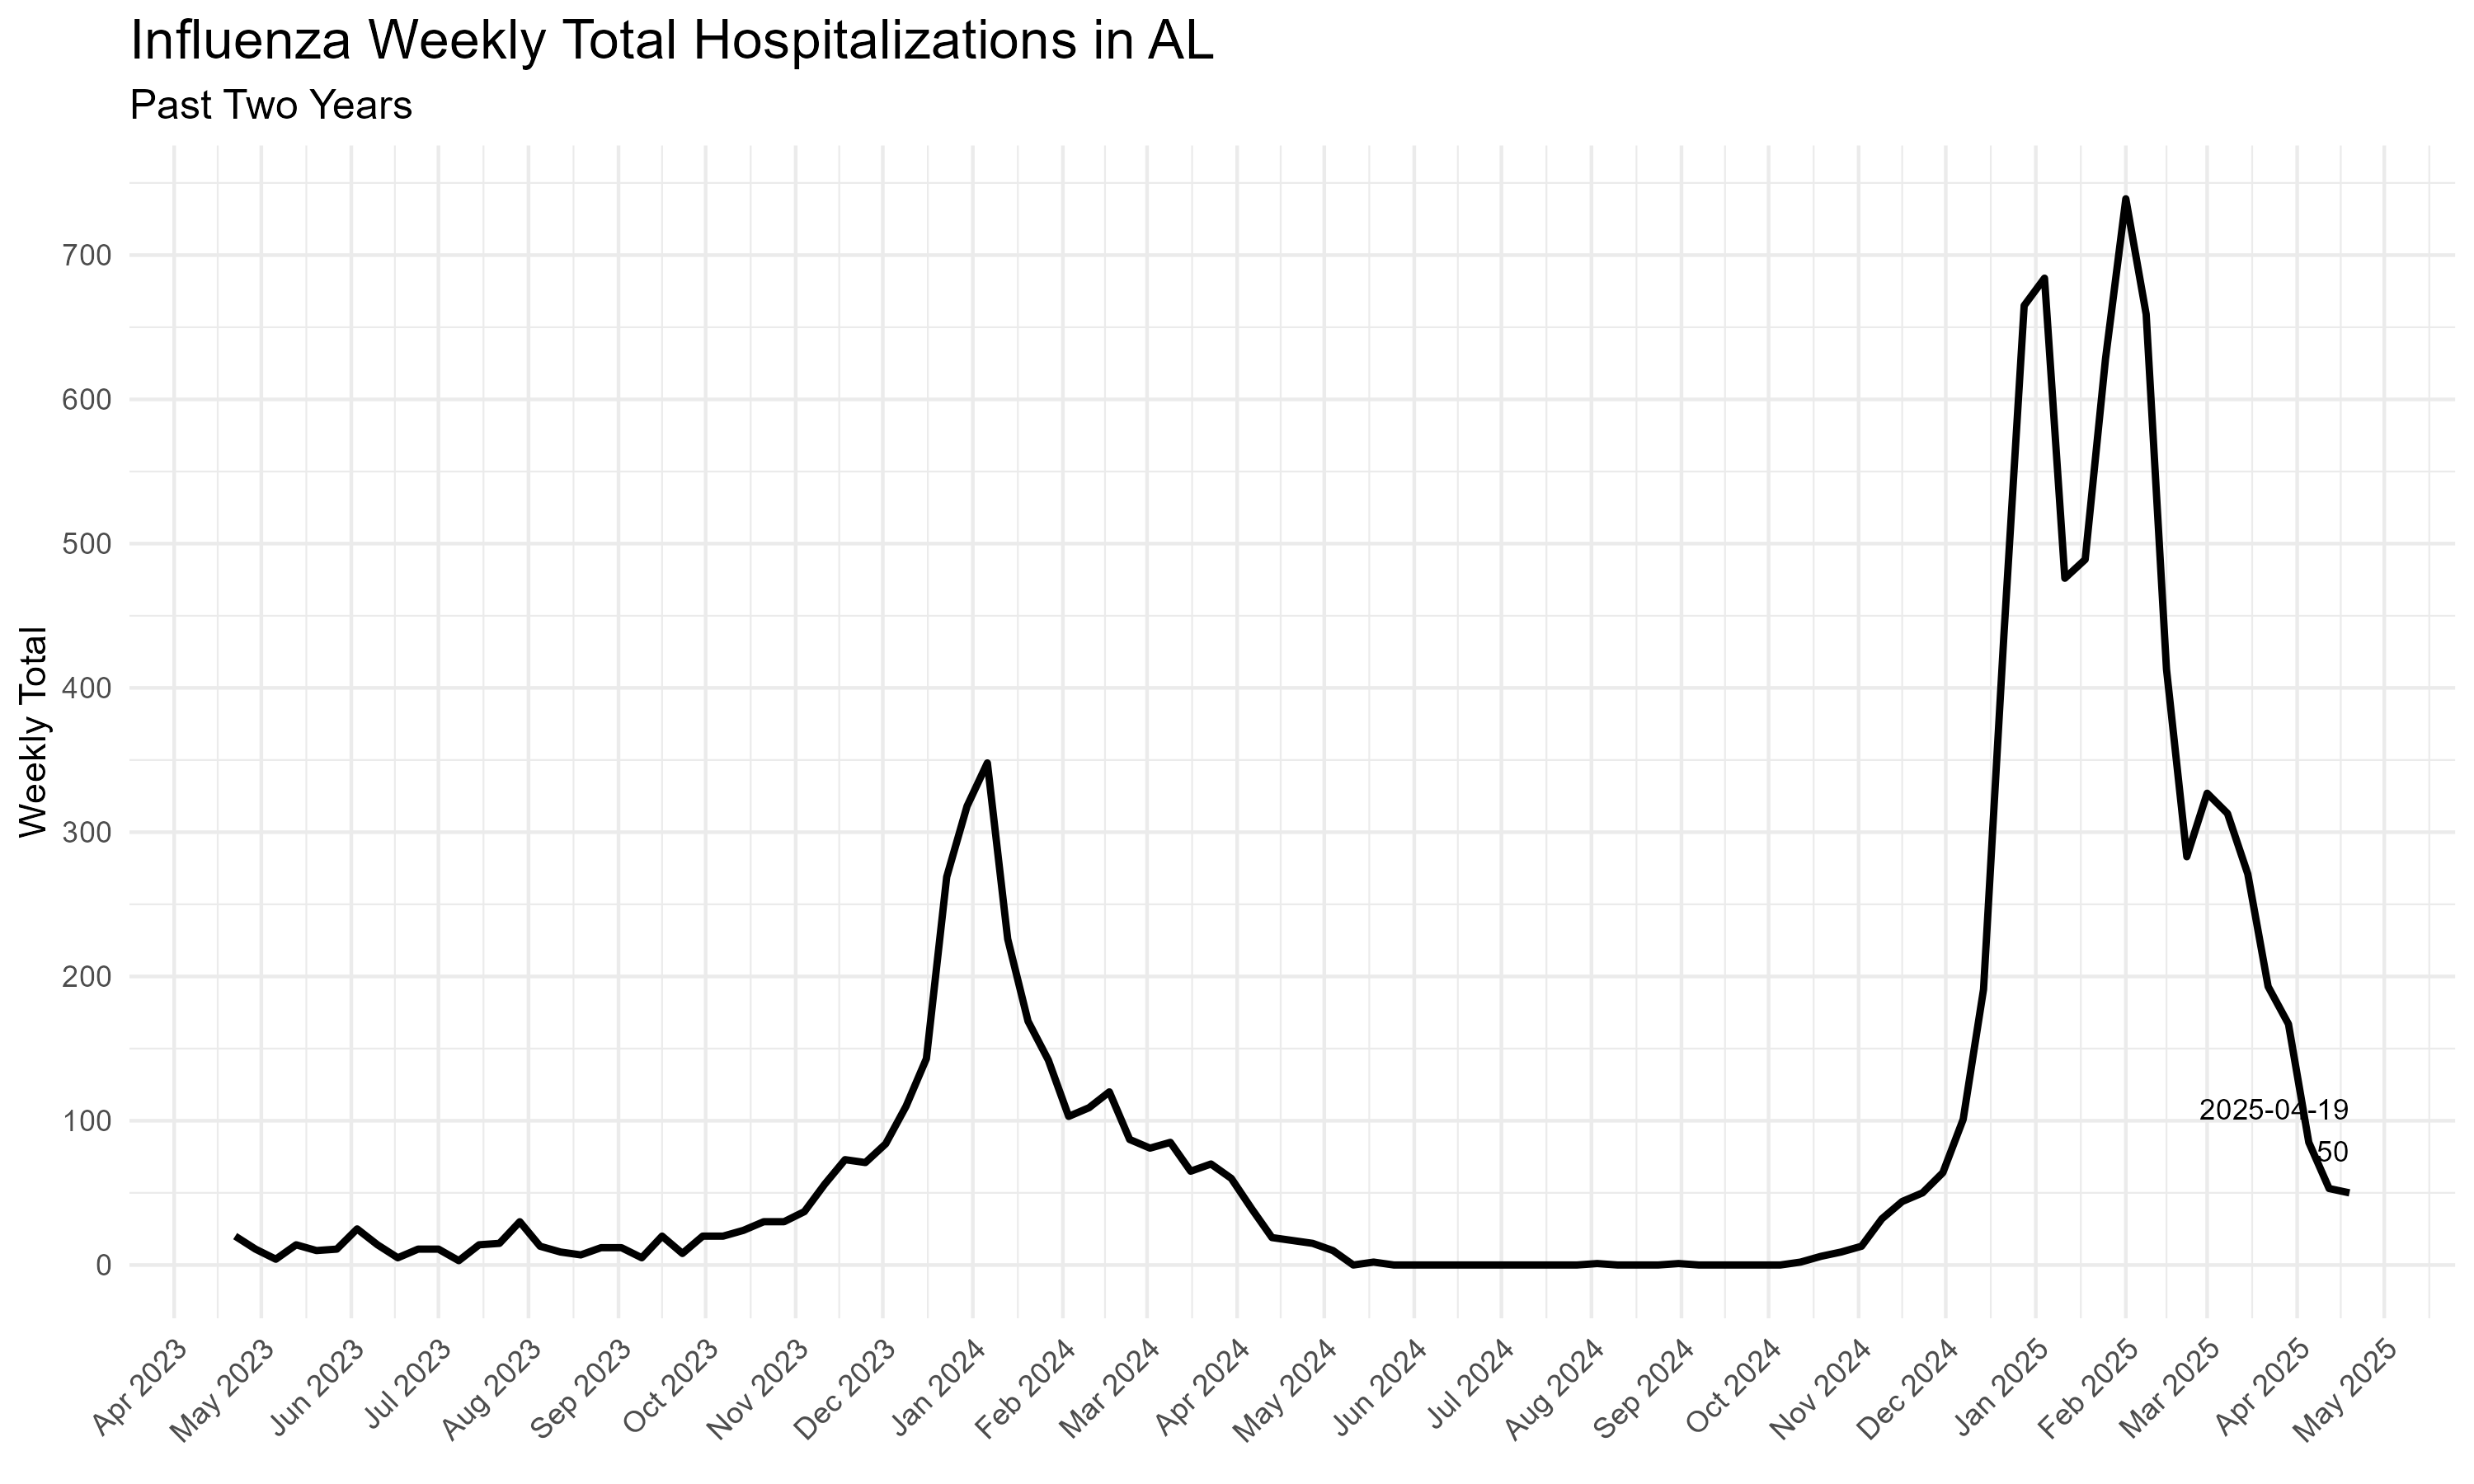 Influenza Weekly Total Hospitalizations in AL
Past Two Years
Weekly Total
700
600
500
400
300
200
100
0
2025-04-19
50
Apr 2023
May 2023
Jun 2023
Jul 2023
Aug 2023
Sep 2023
Oct 2023
Nov 2023
Dec 2023
Jan 2024
Feb 2024
Mar 2024
Apr 2024
May 2024
Jun 2024
Jul 2024
Aug 2024
Sep 2024
Oct 2024
Nov 2024
Dec 2024
Jan 2025
Feb 2025
Mar 2025
Apr 2025
May 2025